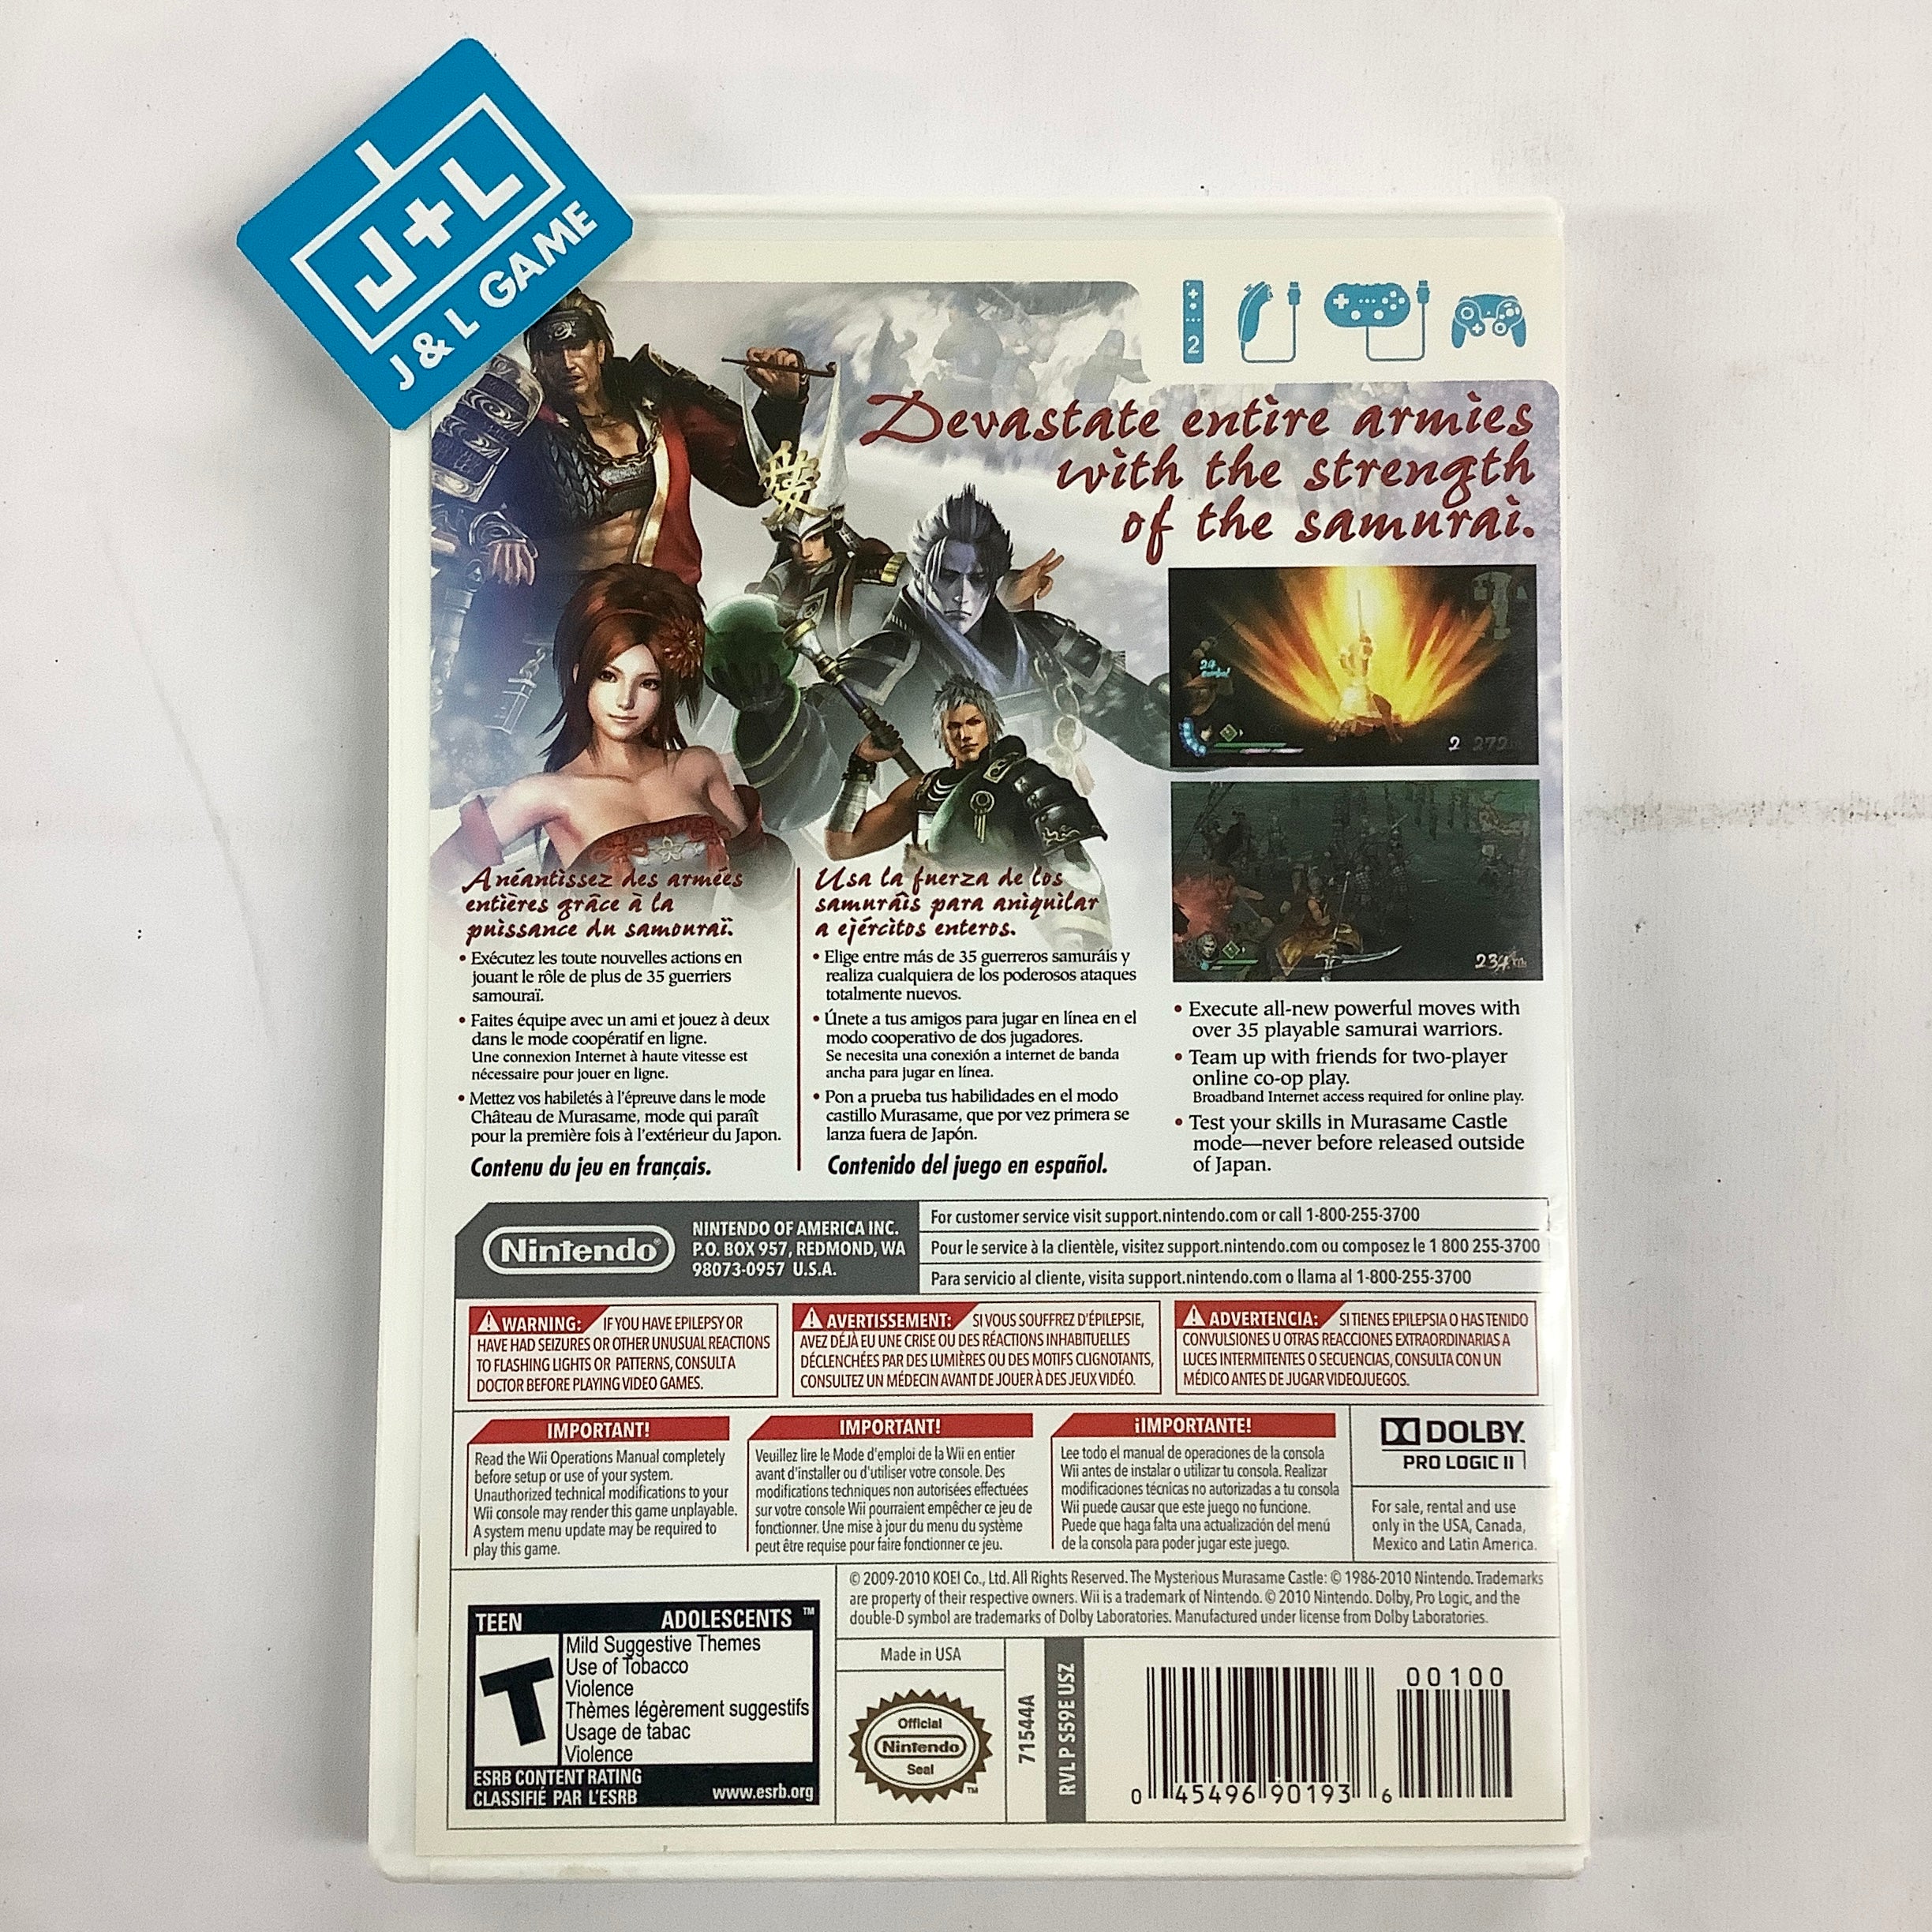 J+L
J & L GAME
2
Devastate entire armies
with the strength
of the samurai.
愛
24
2 272m
234m
Anéantissez des armées
entières grâce à la
puissance du samouraï.
• Exécutez les toute nouvelles actions en
jouant le rôle de plus de 35 guerriers
samouraï.
• Faites équipe avec un ami et jouez à deux
dans le mode coopératif en ligne.
Une connexion Internet à haute vitesse est
nécessaire pour jouer en ligne.
• Mettez vos habiletés à l'épreuve dans le mode
Château de Murasame, mode qui paraît
pour la première fois à l'extérieur du Japon.
Contenu du jeu en français.
Usa la fuerza de los
samuráis para aniquilar
a ejércitos enteros.
• Elige entre más de 35 guerreros samuráis y
realiza cualquiera de los poderosos ataques
totalmente nuevos.
• Únete a tus amigos para jugar en línea en el
modo cooperativo de dos jugadores.
Se necesita una conexión a internet de banda
ancha para jugar en línea.
• Pon a prueba tus habilidades en el modo
castillo Murasame, que por vez primera se
lanza fuera de Japón.
Contenido del juego en español.
• Execute all-new powerful moves with
over 35 playable samurai warriors.
• Team up with friends for two-player
online co-op play.
Broadband Internet access required for online play.
• Test your skills in Murasame Castle
mode—never before released outside
of Japan.
Nintendo®
NINTENDO OF AMERICA INC.
P.O. BOX 957, REDMOND, WA
98073-0957 U.S.A.
For customer service visit support.nintendo.com or call 1-800-255-3700
Pour le service à la clientèle, visitez support.nintendo.com ou composez le 1 800 255-3700
Para servicio al cliente, visita support.nintendo.com o llama al 1-800-255-3700
WARNING: IF YOU HAVE EPILEPSY OR
HAVE HAD SEIZURES OR OTHER UNUSUAL REACTIONS
TO FLASHING LIGHTS OR PATTERNS, CONSULT A
DOCTOR BEFORE PLAYING VIDEO GAMES.
AVERTISSEMENT: SI VOUS SOUFFREZ D'ÉPILEPSIE,
AVEZ DÉJÀ EU UNE CRISE OU DES RÉACTIONS INHABITUELLES
DÉCLENCHÉES PAR DES LUMIÈRES OU DES MOTIFS CLIGNOTANTS,
CONSULTEZ UN MÉDECIN AVANT DE JOUER À DES JEUX VIDÉO.
ADVERTENCIA: SI TIENES EPILEPSIA O HAS TENIDO
CONVULSIONES U OTRAS REACCIONES EXTRAORDINARIAS A
LUCES INTERMITENTES O SECUENCIAS, CONSULTA CON UN
MÉDICO ANTES DE JUGAR VIDEOJUEGOS.
IMPORTANT!
Read the Wii Operations Manual completely
before setup or use of your system.
Unauthorized technical modifications to your
Wii console may render this game unplayable.
A system menu update may be required to
play this game.
IMPORTANT!
Veuillez lire le Mode d'emploi de la Wii en entier
avant d'installer ou d'utiliser votre console. Des
modifications techniques non autorisées effectuées
sur votre console Wii pourraient empêcher ce jeu de
fonctionner. Une mise à jour du menu du système
peut être requise pour faire fonctionner ce jeu.
¡IMPORTANTE!
Lee todo el manual de operaciones de la consola
Wii antes de instalar o utilizar tu consola. Realizar
modificaciones técnicas no autorizadas a tu consola
Wii puede causar que este juego no funcione.
Puede que haga falta una actualización del menú
de la consola para poder jugar este juego.
DOLBY
PRO LOGIC II
For sale, rental and use
only in the USA, Canada,
Mexico and Latin America.
© 2009-2010 KOEI Co., Ltd. All Rights Reserved. The Mysterious Murasame Castle: © 1986-2010 Nintendo. Trademarks
are property of their respective owners. Wii is a trademark of Nintendo. © 2010 Nintendo. Dolby, Pro Logic, and the
double-D symbol are trademarks of Dolby Laboratories. Manufactured under license from Dolby Laboratories.
TEEN ADOLESCENTS ™
T
Mild Suggestive Themes
Use of Tobacco
Violence
Thèmes légèrement suggestifs
Usage de tabac
Violence
ESRB CONTENT RATING
CLASSIFIÉ PAR L'ESRB www.esrb.org
Made in USA
Official
Nintendo
Seal
™
71544A
RVL P S59E USZ
00100
0 45496 90193 6